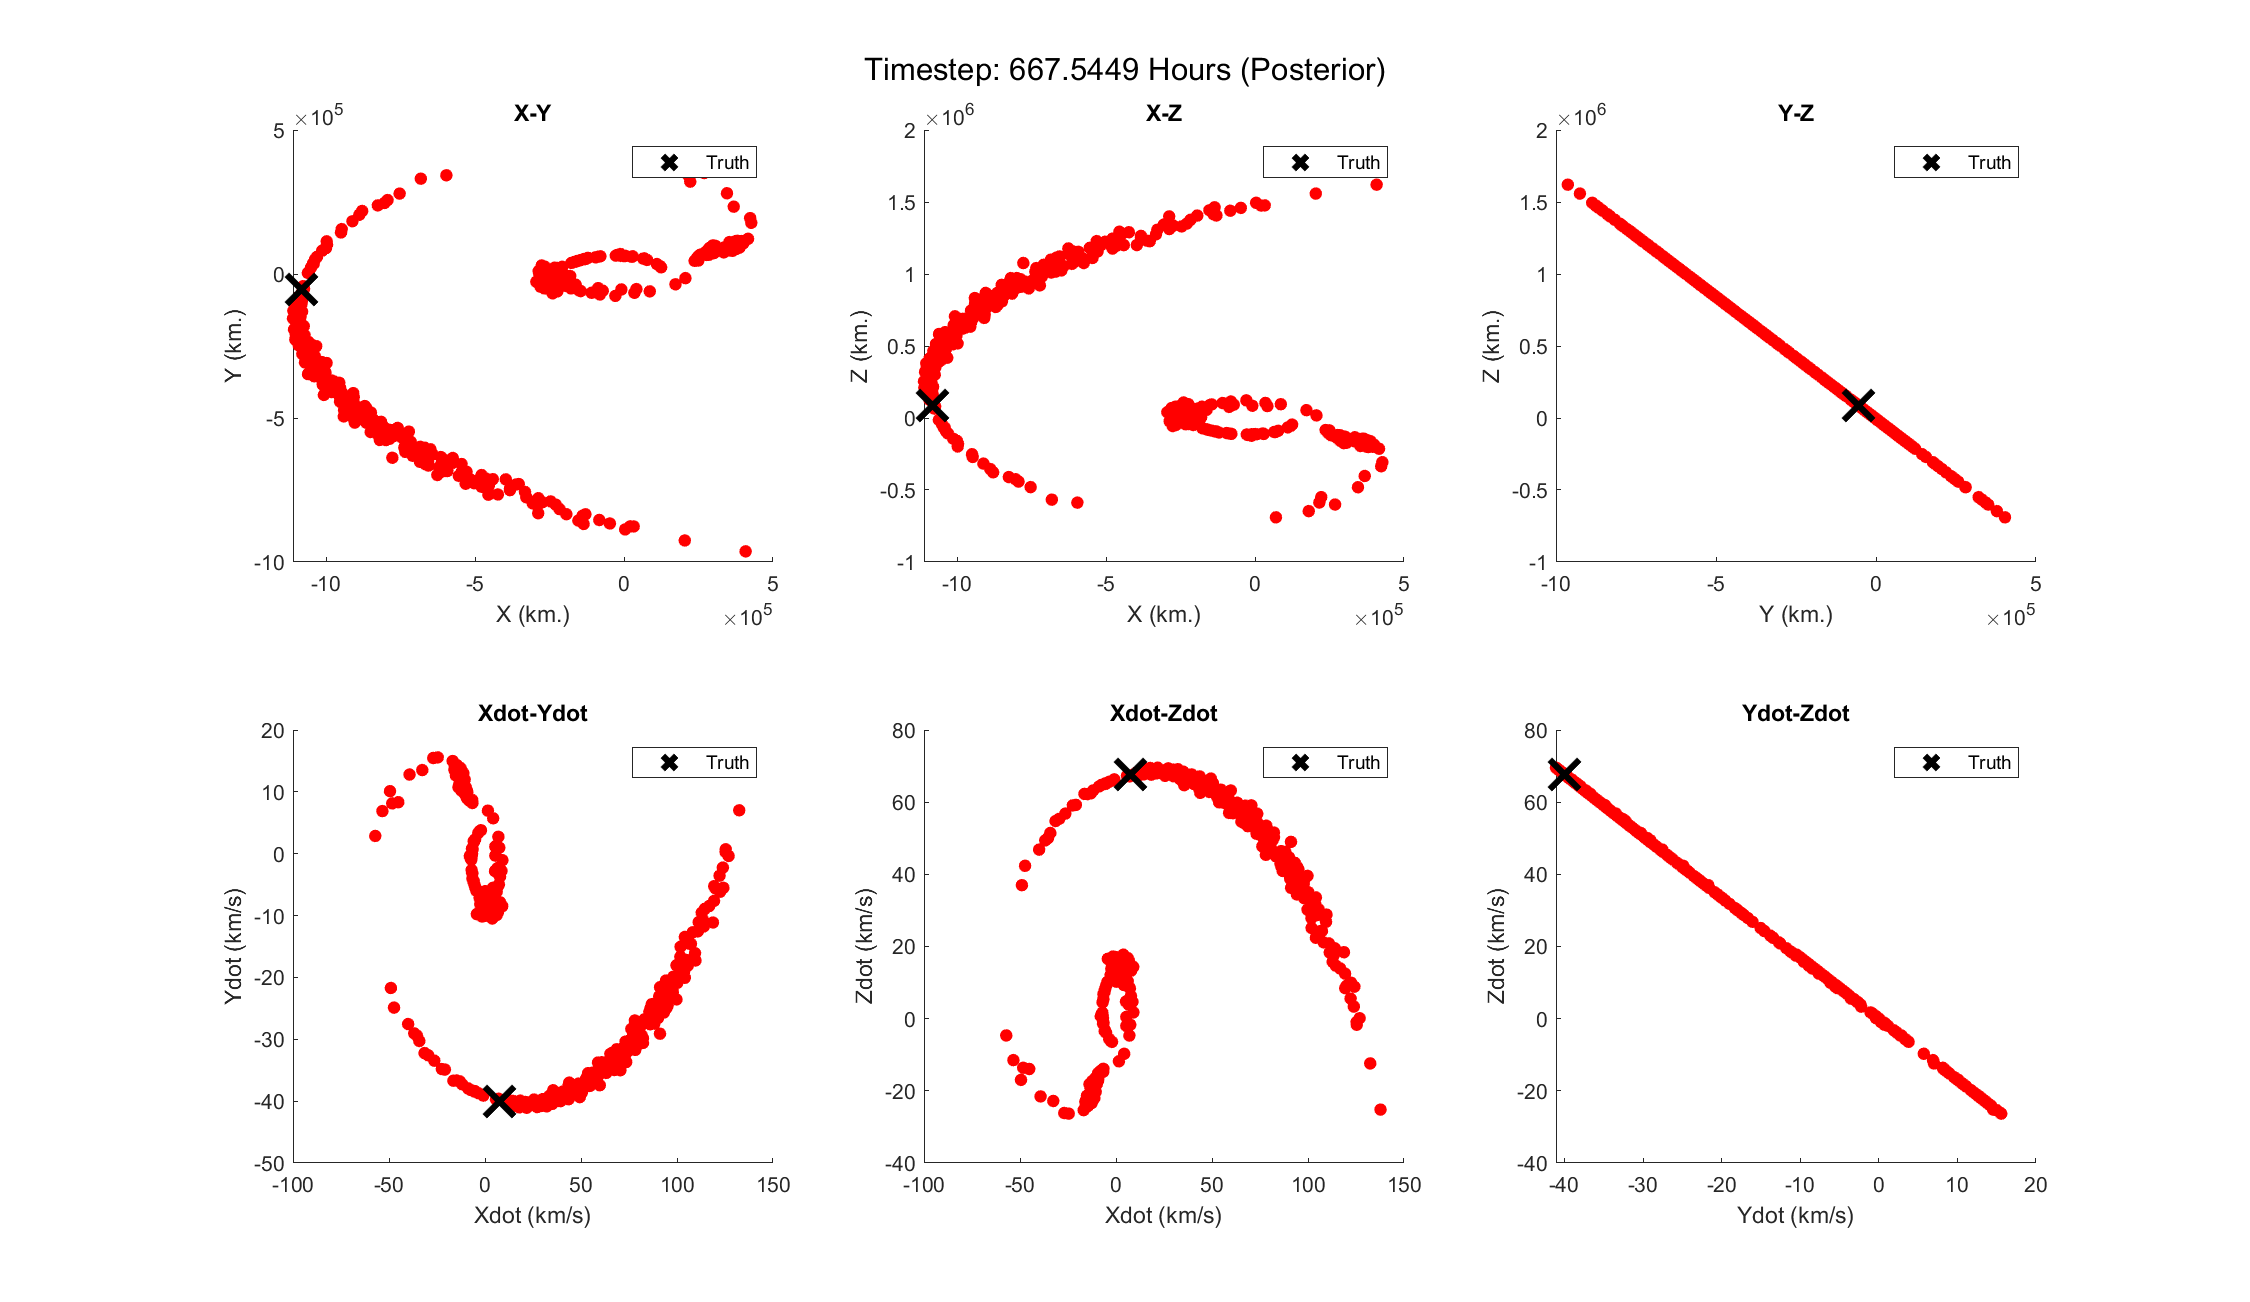 Timestep: 667.5449 Hours (Posterior)
X-Y
×10^5
5
0
-5
-10
Y (km.)
-10 -5 0 5
X (km.)
×10^5
Truth
X-Z
×10^6
2
1.5
1
0.5
0
-0.5
-1
Z (km.)
-10 -5 0 5
X (km.)
×10^5
Truth
Y-Z
×10^6
2
1.5
1
0.5
0
-0.5
-1
Z (km.)
-10 -5 0 5
Y (km.)
×10^5
Truth
Xdot-Ydot
20
10
0
-10
-20
-30
-40
-50
Ydot (km/s)
-100 -50 0 50 100 150
Xdot (km/s)
Truth
Xdot-Zdot
80
60
40
20
0
-20
-40
Zdot (km/s)
-100 -50 0 50 100 150
Xdot (km/s)
Truth
Ydot-Zdot
80
60
40
20
0
-20
-40
Zdot (km/s)
-40 -30 -20 -10 0 10 20
Ydot (km/s)
Truth